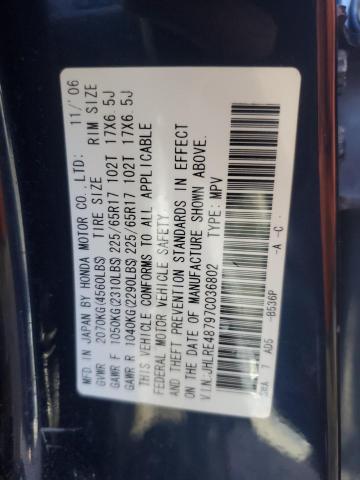 MFD. IN JAPAN BY HONDA MOTOR CO., LTD: 11/'06
GVWR 2070KG(4560LBS) TIRE SIZE RIM SIZE
GAWR F 1050KG(2310LBS) 225/65R17 102T 17X6.5J
GAWR R 1040KG(2290LBS) 225/65R17 102T 17X6.5J
THIS VEHICLE CONFORMS TO ALL APPLICABLE
FEDERAL MOTOR VEHICLE SAFETY
AND THEFT PREVENTION STANDARDS IN EFFECT
ON THE DATE OF MANUFACTURE SHOWN ABOVE.
V.I.N:JHLRE48797C036802 TYPE: MPV
7 AD5 -B536P -A -C